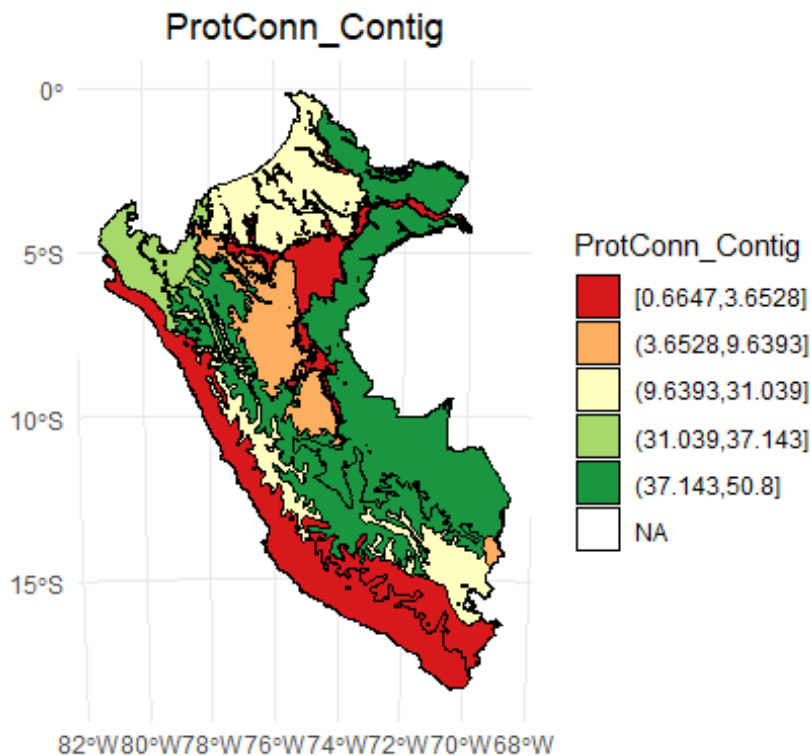 ProtConn_Contig
0°
5°S
10°S
15°S
82°W80°W78°W76°W74°W72°W70°W68°W
ProtConn_Contig
[0.6647,3.6528]
(3.6528,9.6393]
(9.6393,31.039]
(31.039,37.143]
(37.143,50.8]
NA